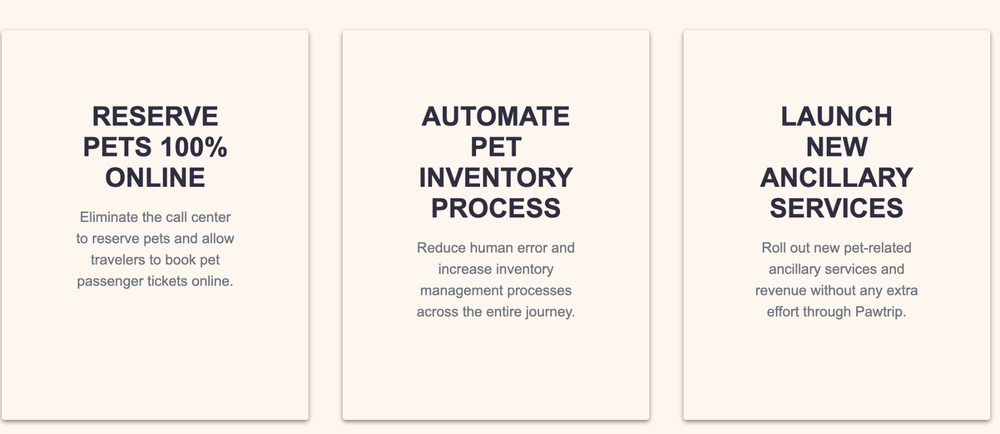 RESERVE
PETS 100%
ONLINE
Eliminate the call center
to reserve pets and allow
travelers to book pet
passenger tickets online.
AUTOMATE
PET
INVENTORY
PROCESS
Reduce human error and
increase inventory
management processes
across the entire journey.
LAUNCH
NEW
ANCILLARY
SERVICES
Roll out new pet-related
ancillary services and
revenue without any extra
effort through Pawtrip.